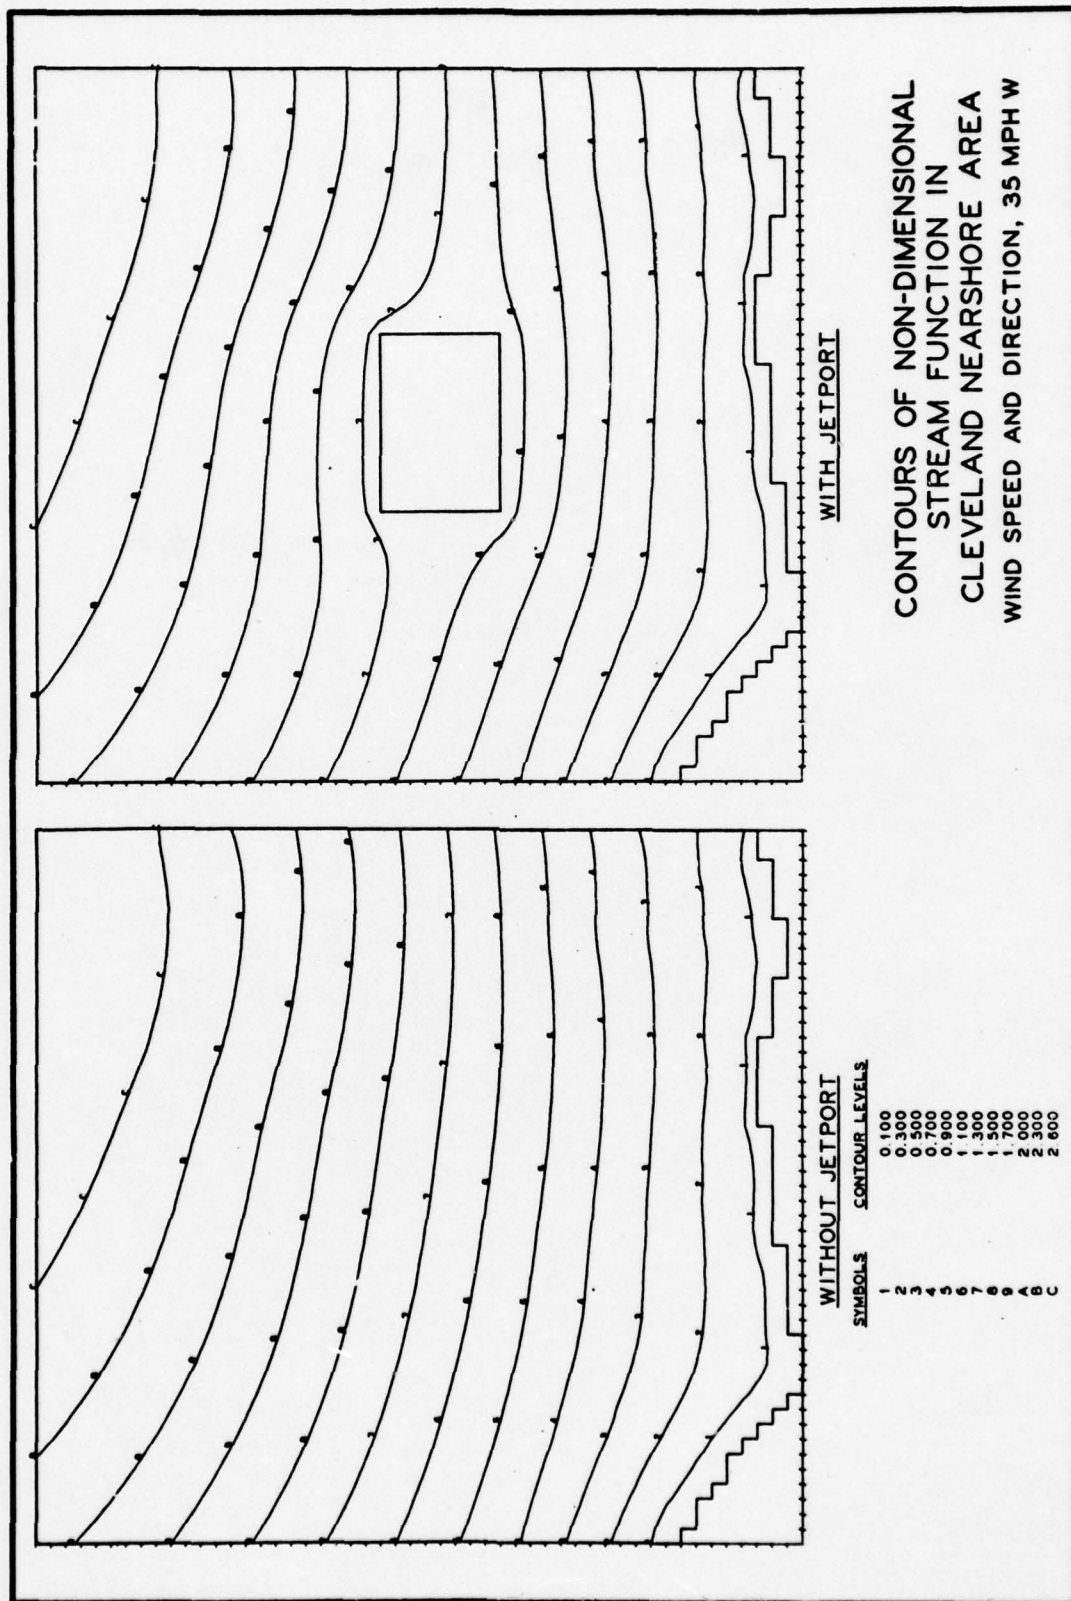 WITHOUT JETPORT
SYMBOLS CONTOUR LEVELS
1 0.100
2 0.300
3 0.500
4 0.700
5 0.900
6 1.100
7 1.300
8 1.500
9 1.700
A 2.000
B 2.300
C 2.600
WITH JETPORT
CONTOURS OF NON-DIMENSIONAL
STREAM FUNCTION IN
CLEVELAND NEARSHORE AREA
WIND SPEED AND DIRECTION, 35 MPH W